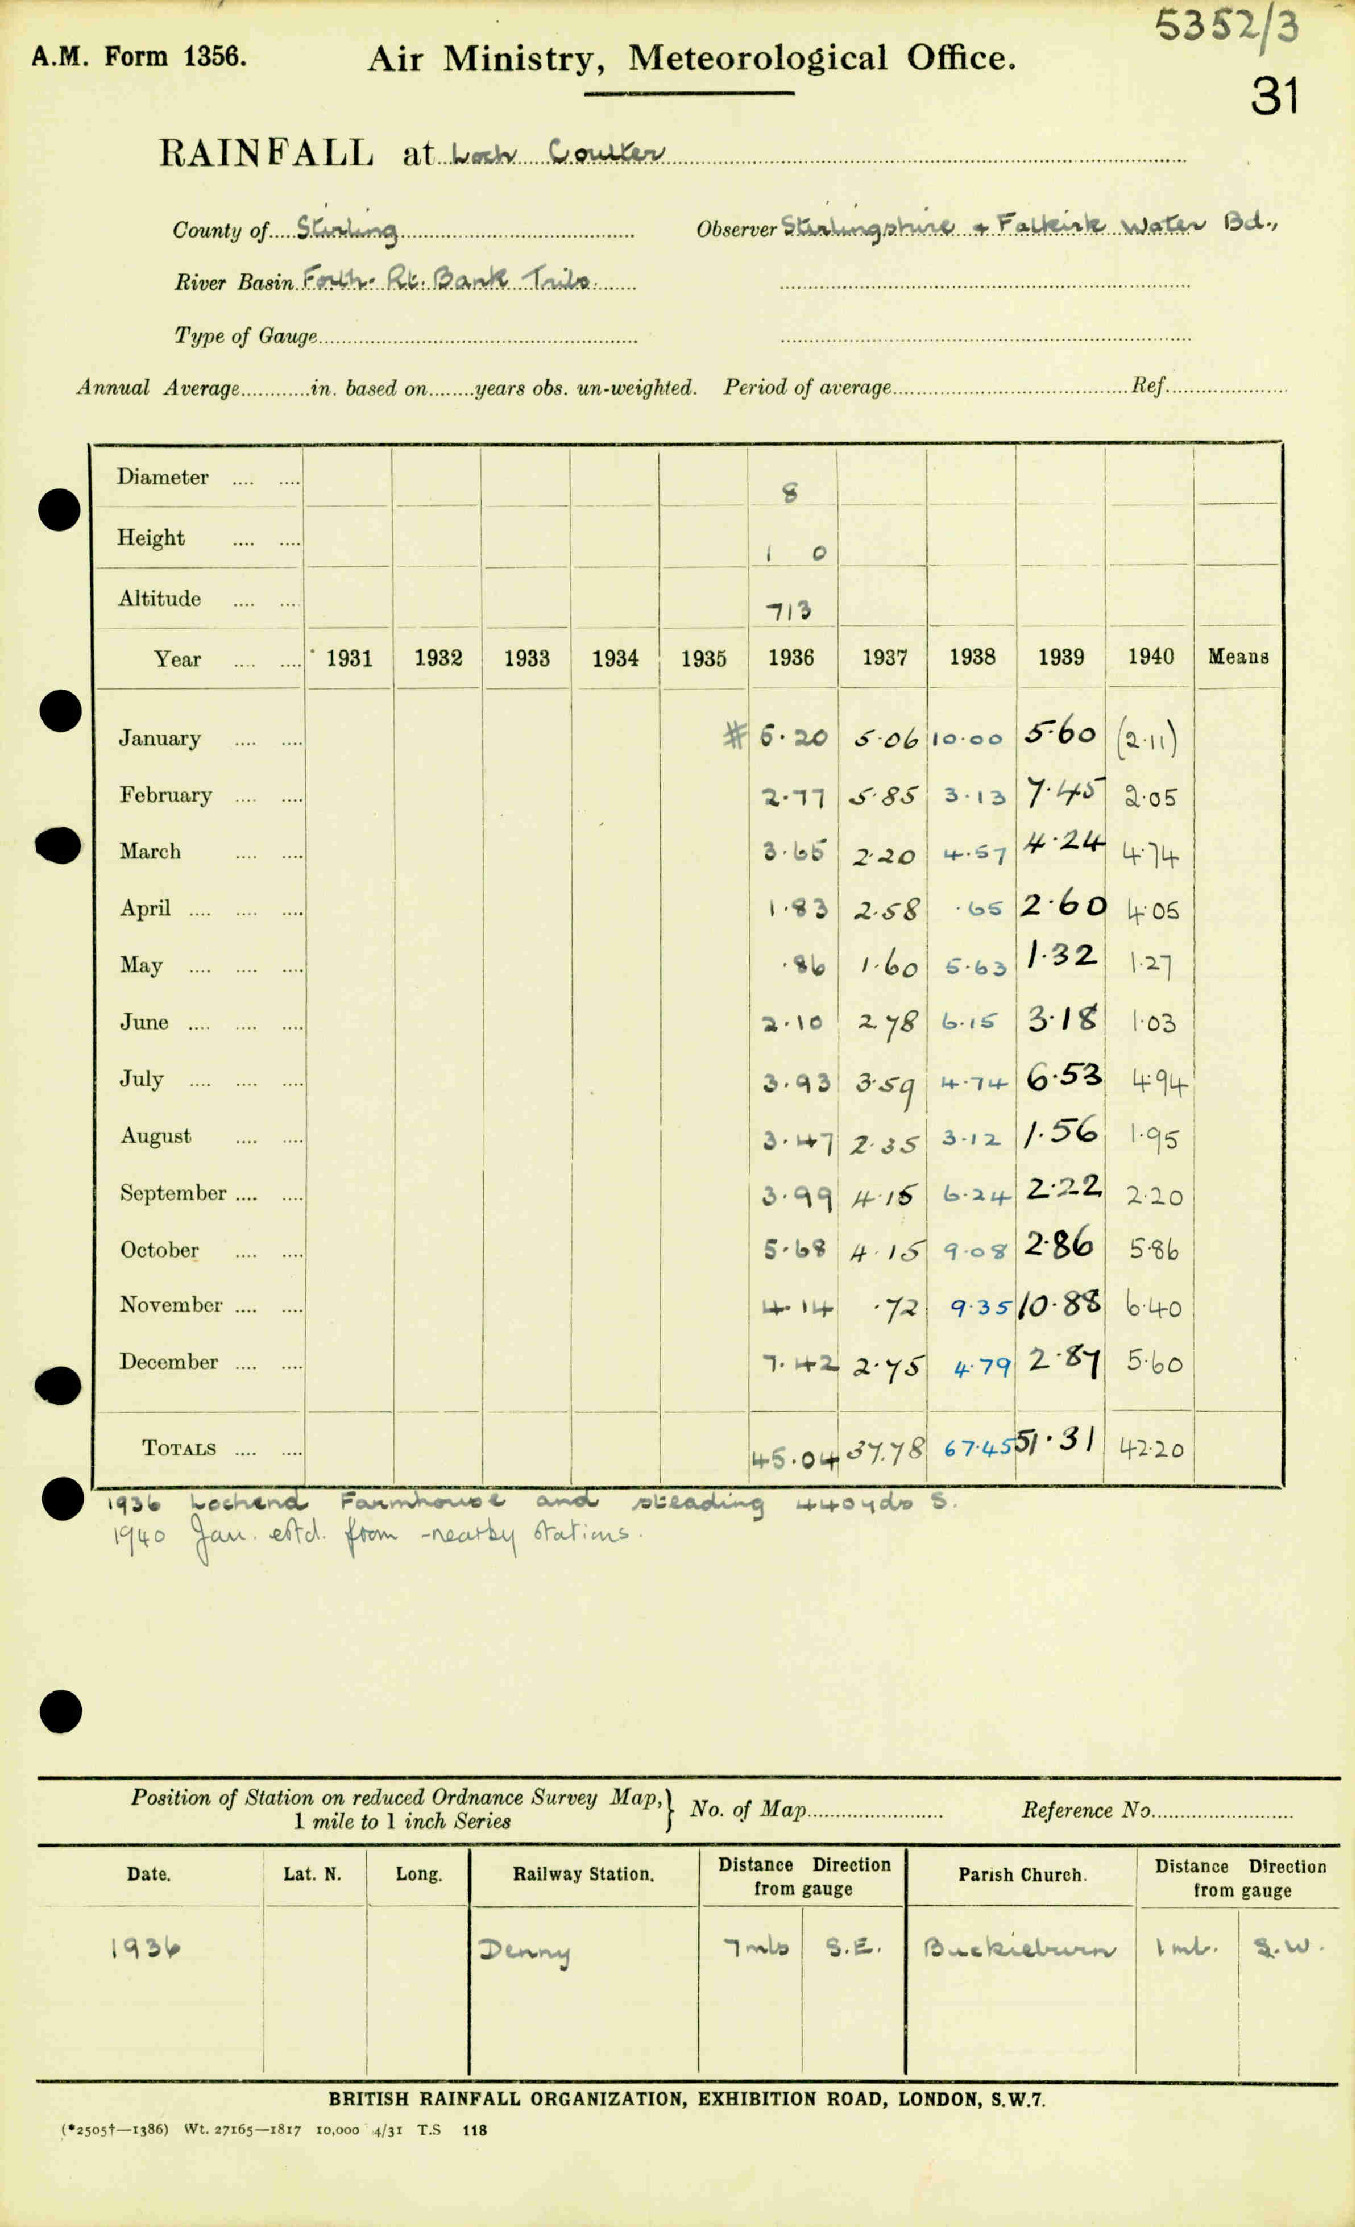 5352/3
A.M. Form 1356. Air Ministry, Meteorological Office.
31
RAINFALL at Loch Coulter
County of Stirling Observer Stirlingshire + Falkirk Water Bd.,
River Basin Forth. Rt. Bank Tribs.
Type of Gauge
Annual Average in. based on years obs. un-weighted. Period of average Ref.
Diameter 8
Height 1 0
Altitude 713
Year 1931 1932 1933 1934 1935 1936 1937 1938 1939 1940 Means
January # 5.20 5.06 10.00 5.60 (2.11)
February 2.77 5.85 3.13 7.45 2.05
March 3.65 2.20 4.57 4.24 4.74
April 1.83 2.58 .65 2.60 4.05
May .86 1.60 5.63 1.32 1.27
June 2.10 2.78 6.15 3.18 1.03
July 3.93 3.59 4.74 6.53 4.94
August 3.47 2.35 3.12 1.56 1.95
September 3.99 4.15 6.24 2.22 2.20
October 5.68 4.15 9.08 2.86 5.86
November 4.14 .72 9.35 10.88 6.40
December 7.42 2.75 4.79 2.87 5.60
TOTALS 45.04 37.78 67.45 51.31 42.20
1936 Lochend Farmhouse and steading 440yds S.
1940 Jan. estd. from nearby stations.
Position of Station on reduced Ordnance Survey Map, } No. of Map Reference No.
1 mile to 1 inch Series
Date. Lat. N. Long. Railway Station. Distance Direction from gauge Parish Church. Distance Direction from gauge
1936 Denny 7mls S.E. Buckieburn 1 ml. S.W.
BRITISH RAINFALL ORGANIZATION, EXHIBITION ROAD, LONDON, S.W.7.
(*2505†—1386) Wt. 27165—1817 10,000 4/31 T.S 118